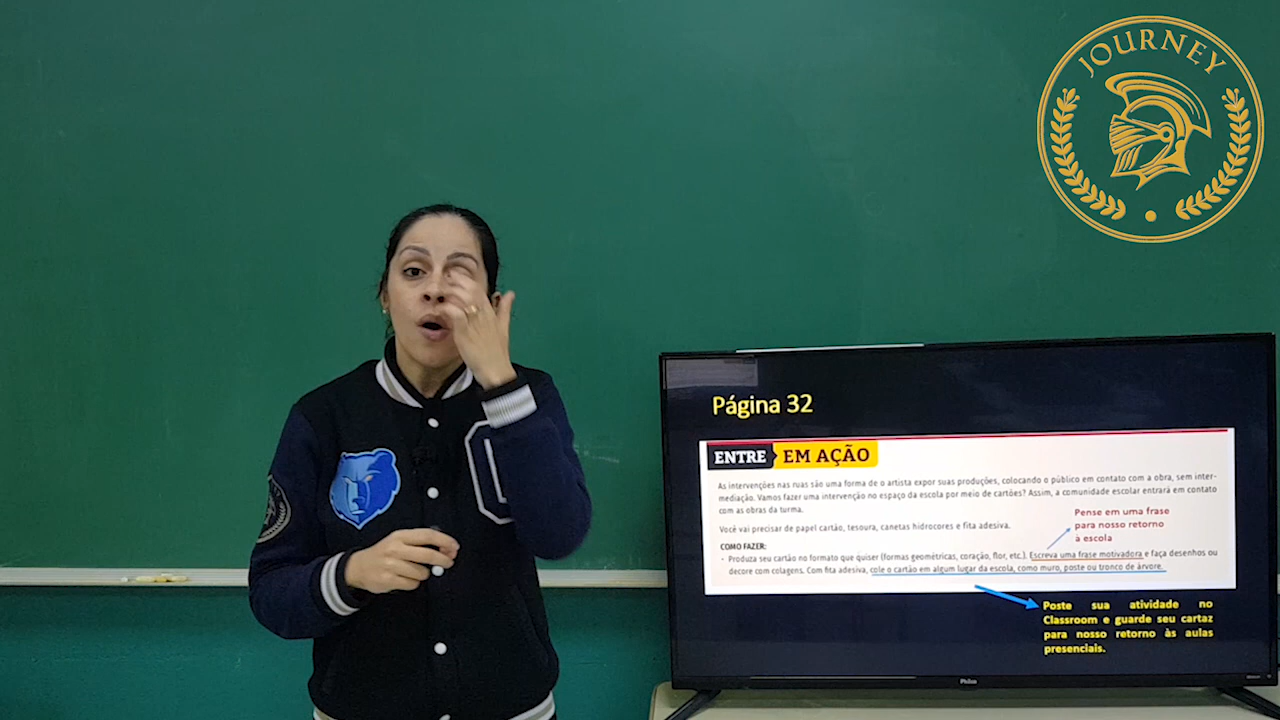 JOURNEY
Página 32
ENTRE EM AÇÃO
As intervenções nas ruas são uma forma de o artista expor suas produções, colocando o público em contato com a obra, sem inter-
mediação. Vamos fazer uma intervenção no espaço da escola por meio de cartões? Assim, a comunidade escolar entrará em contato
com as obras da turma.
Pense em uma frase
para nosso retorno
à escola
Você vai precisar de papel cartão, tesoura, canetas hidrocores e fita adesiva.
COMO FAZER:
- Produza seu cartão no formato que quiser (formas geométricas, coração, flor, etc.). Escreva uma frase motivadora e faça desenhos ou
decore com colagens. Com fita adesiva, cole o cartão em algum lugar da escola, como muro, poste ou tronco de árvore.
Poste sua atividade no
Classroom e guarde seu cartaz
para nosso retorno às aulas
presenciais.
Philco